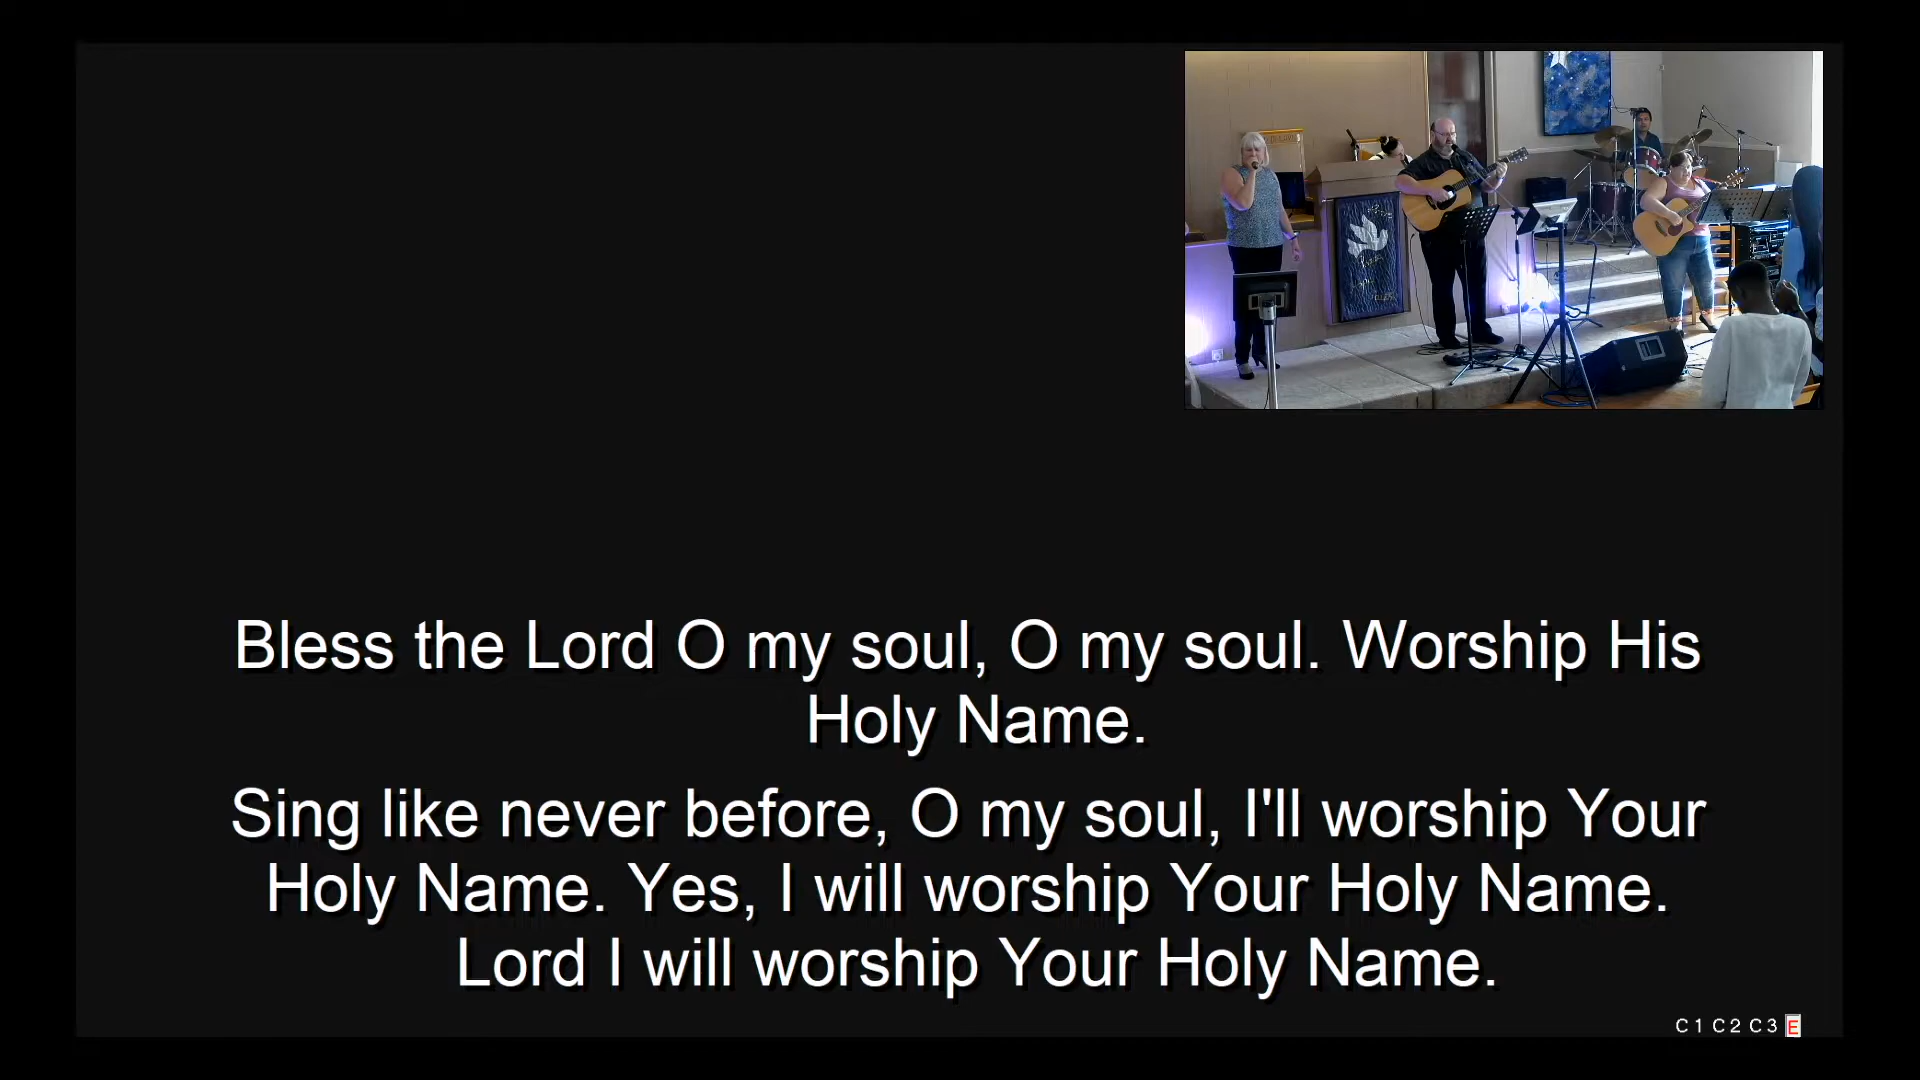 Bless the Lord O my soul, O my soul. Worship His
Holy Name.
Sing like never before, O my soul, I'll worship Your
Holy Name. Yes, I will worship Your Holy Name.
Lord I will worship Your Holy Name.
C1 C2 C3 E